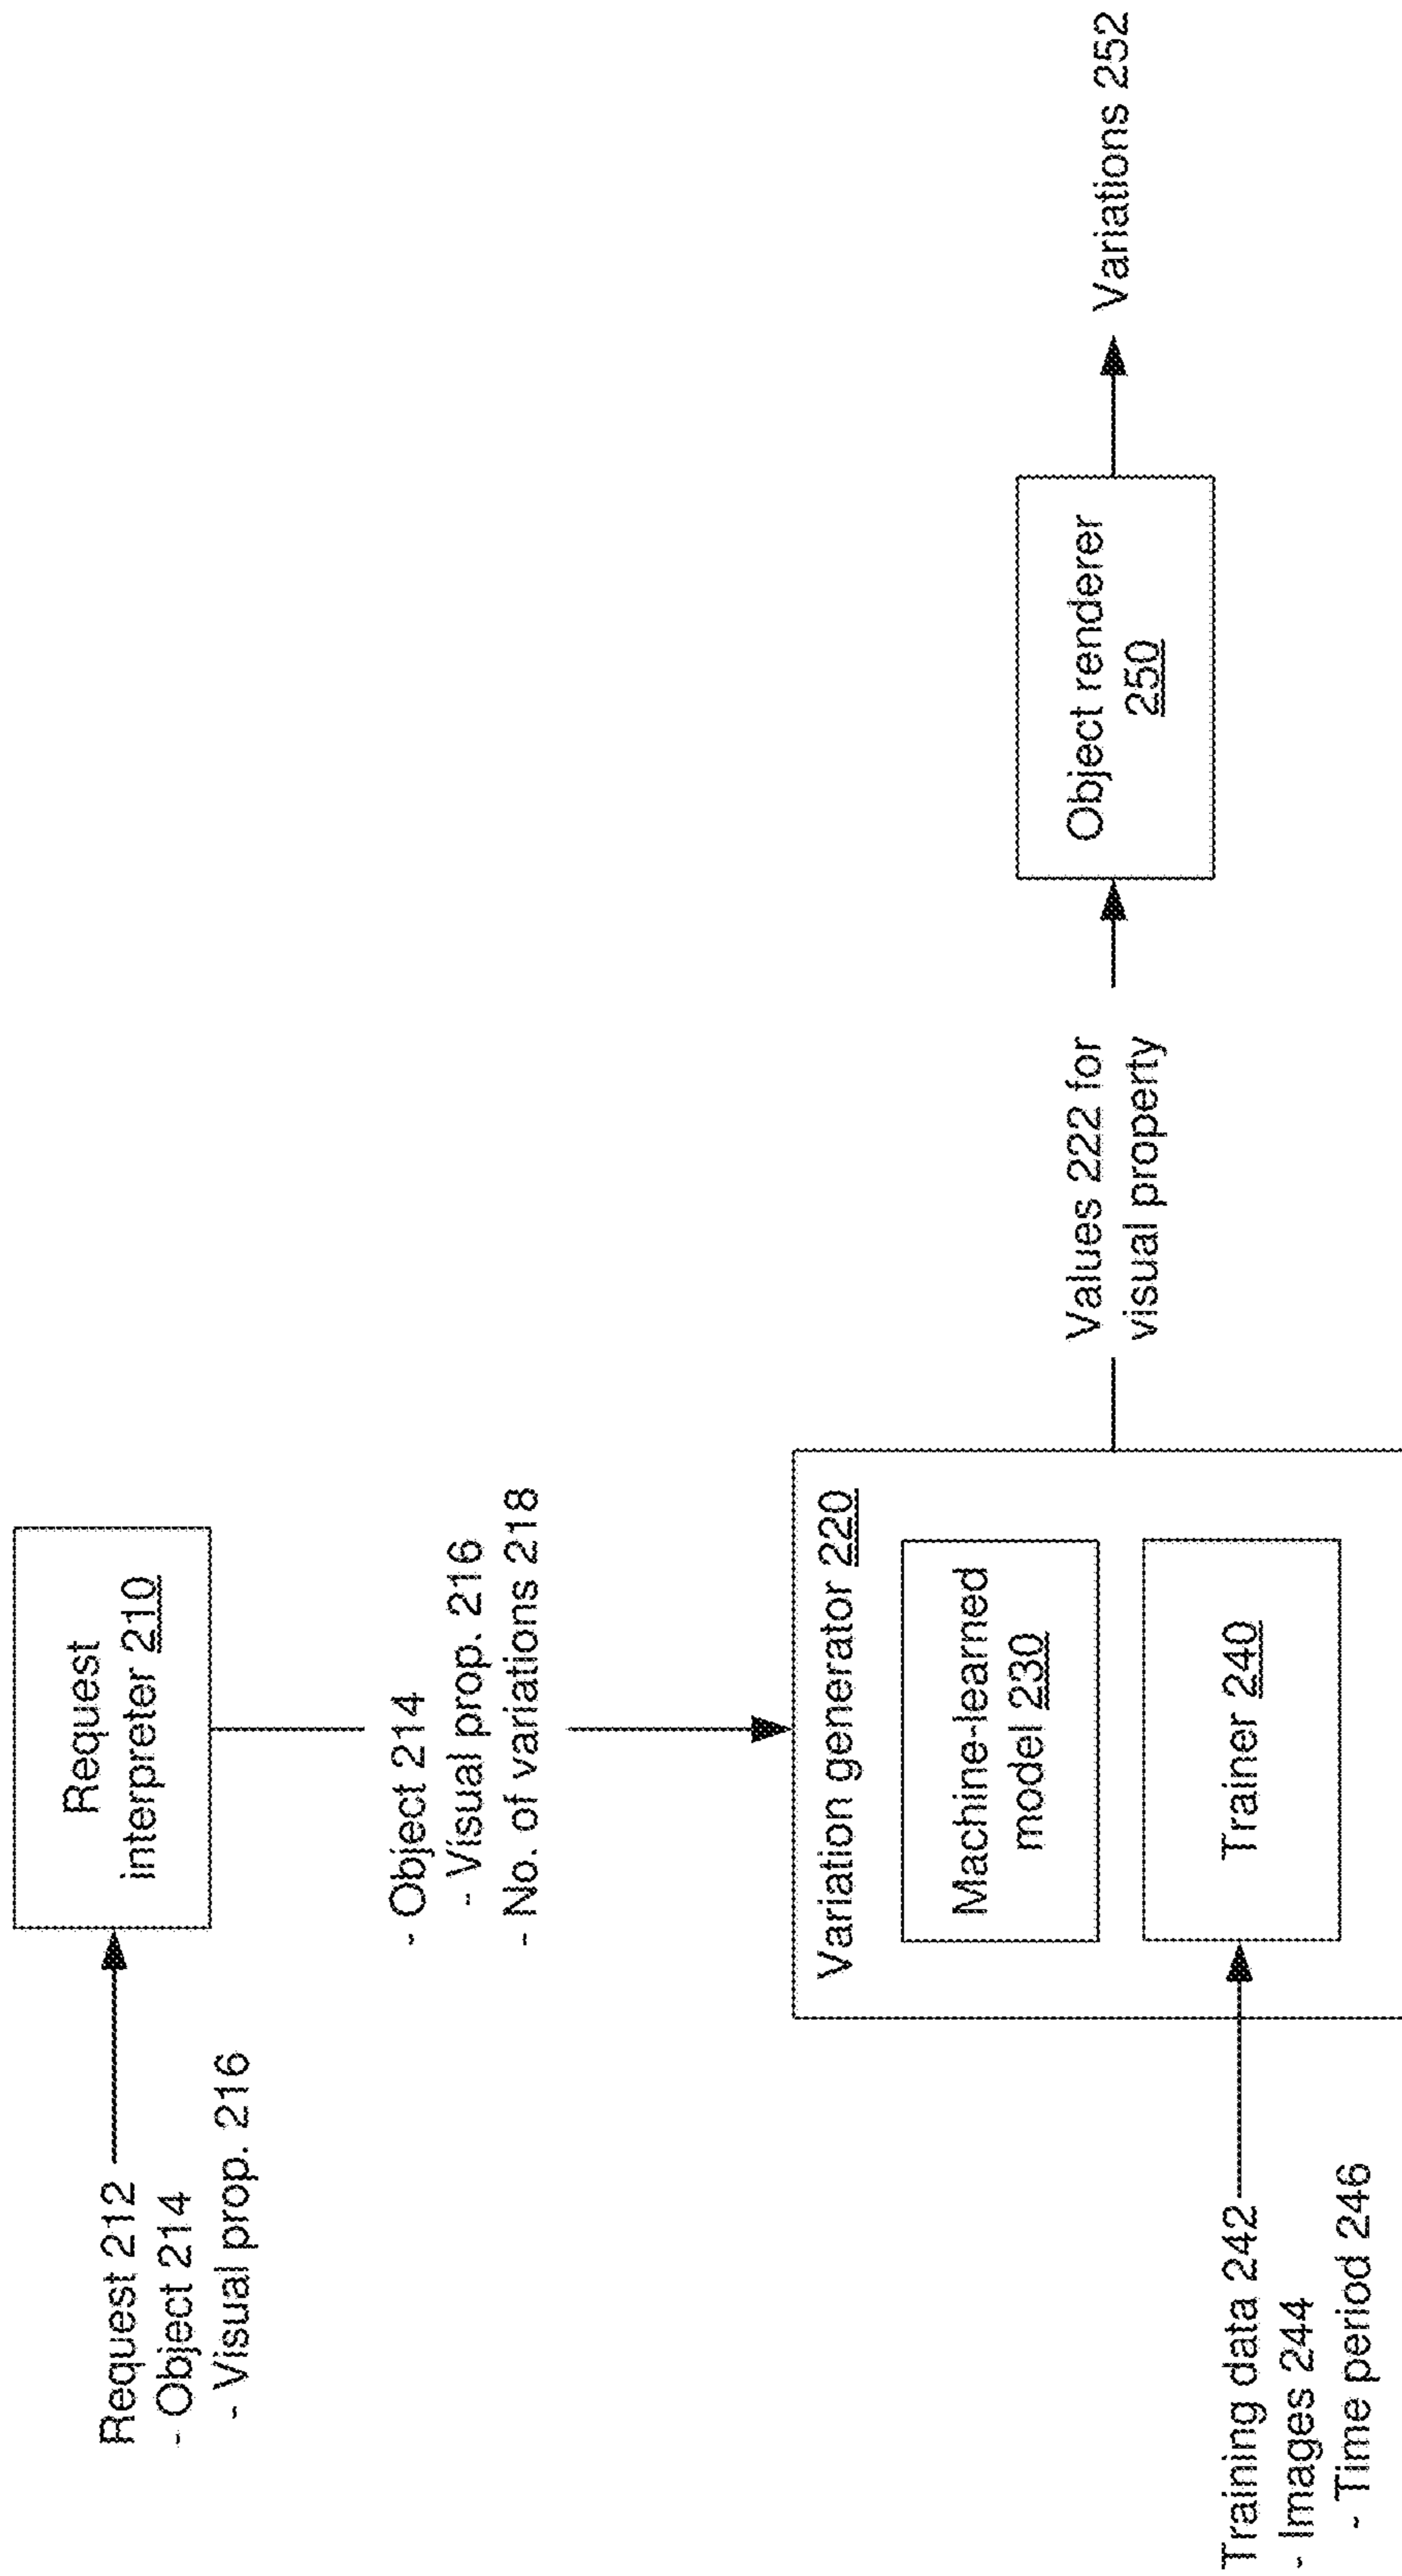 Request 212
- Object 214
- Visual prop. 216
Request
interpreter 210
- Object 214
- Visual prop. 216
- No. of variations 218
Variation generator 220
Machine-learned
model 230
Trainer 240
Training data 242
- Images 244
- Time period 246
Values 222 for
visual property
Object renderer
250
Variations 252